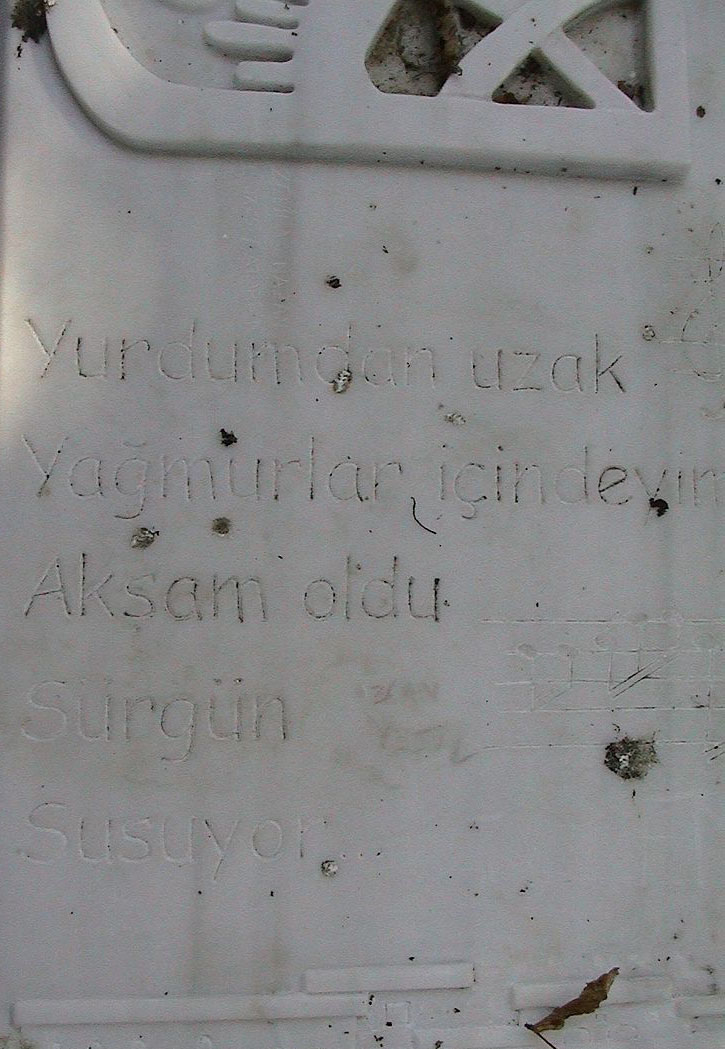 Yurdumdan uzak
Yağmurlar içindeyim
Akşam oldu
Sürgün
Susuyor...